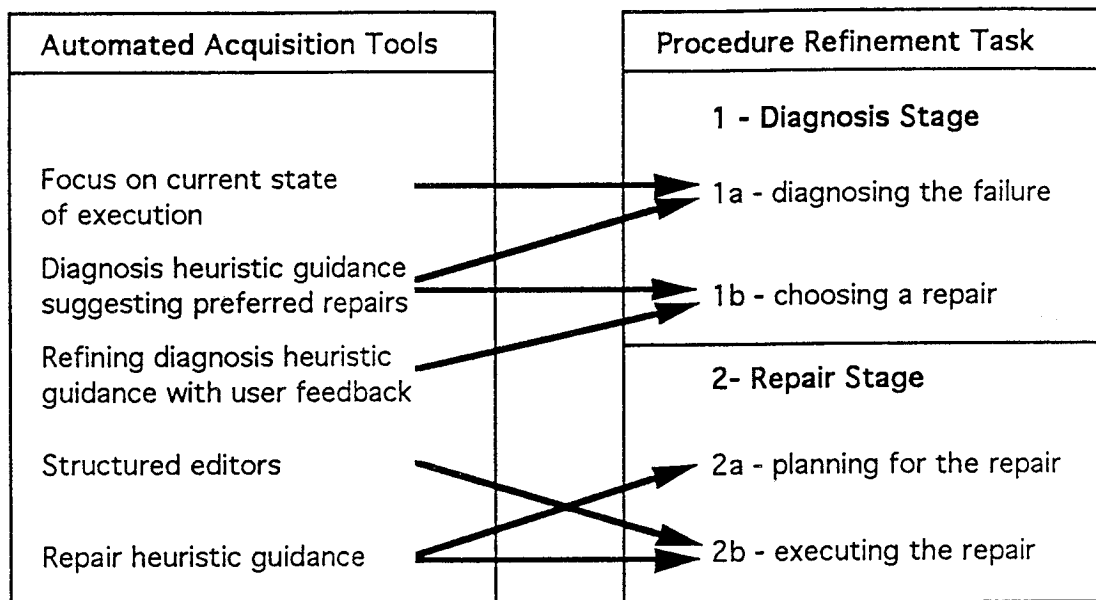 Automated Acquisition Tools
Focus on current state
of execution
Diagnosis heuristic guidance
suggesting preferred repairs
Refining diagnosis heuristic
guidance with user feedback
Structured editors
Repair heuristic guidance
Procedure Refinement Task
1 - Diagnosis Stage
1a - diagnosing the failure
1b - choosing a repair
2- Repair Stage
2a - planning for the repair
2b - executing the repair